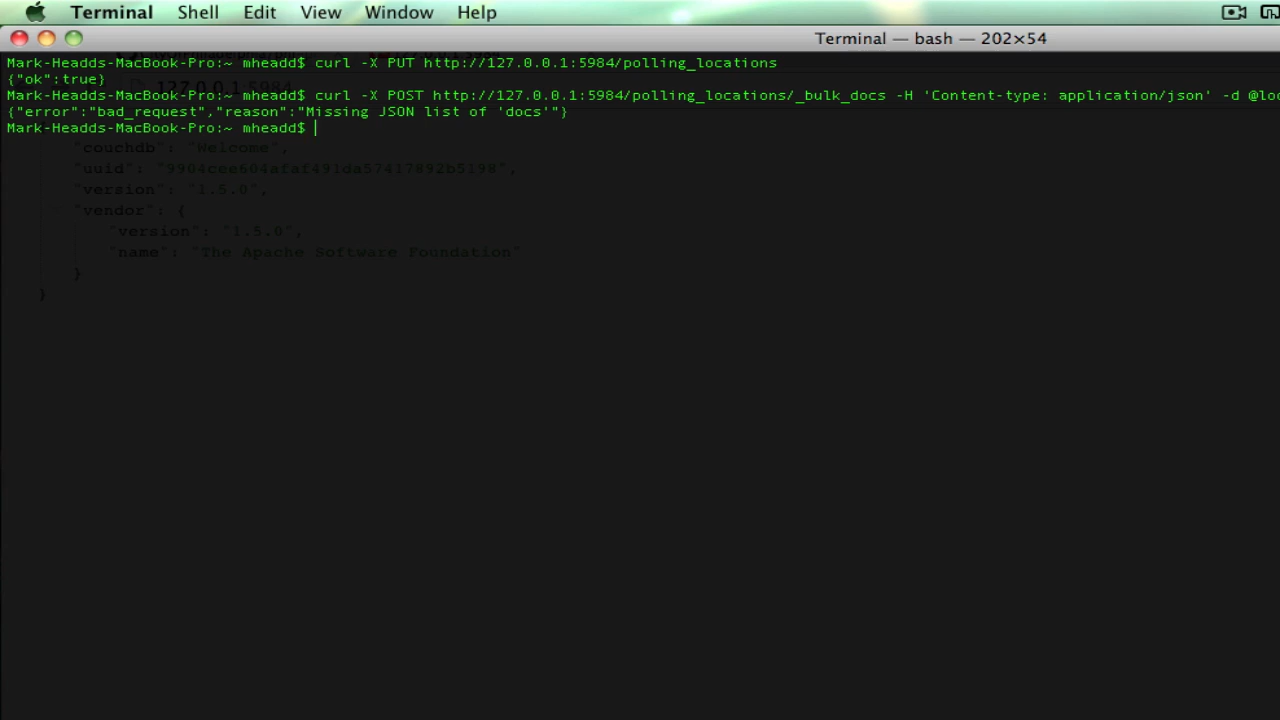 Terminal Shell Edit View Window Help
Terminal — bash — 202×54
Mark-Headds-MacBook-Pro:~ mheadd$ curl -X PUT http://127.0.0.1:5984/polling_locations
{"ok":true}
Mark-Headds-MacBook-Pro:~ mheadd$ curl -X POST http://127.0.0.1:5984/polling_locations/_bulk_docs -H 'Content-type: application/json' -d @loc
{"error":"bad_request","reason":"Missing JSON list of 'docs'"}
Mark-Headds-MacBook-Pro:~ mheadd$
"couchdb": "Welcome",
"uuid": "9904cee604afaf491da57417892b5198",
"version": "1.5.0",
"vendor": {
"version": "1.5.0",
"name": "The Apache Software Foundation"
}
}